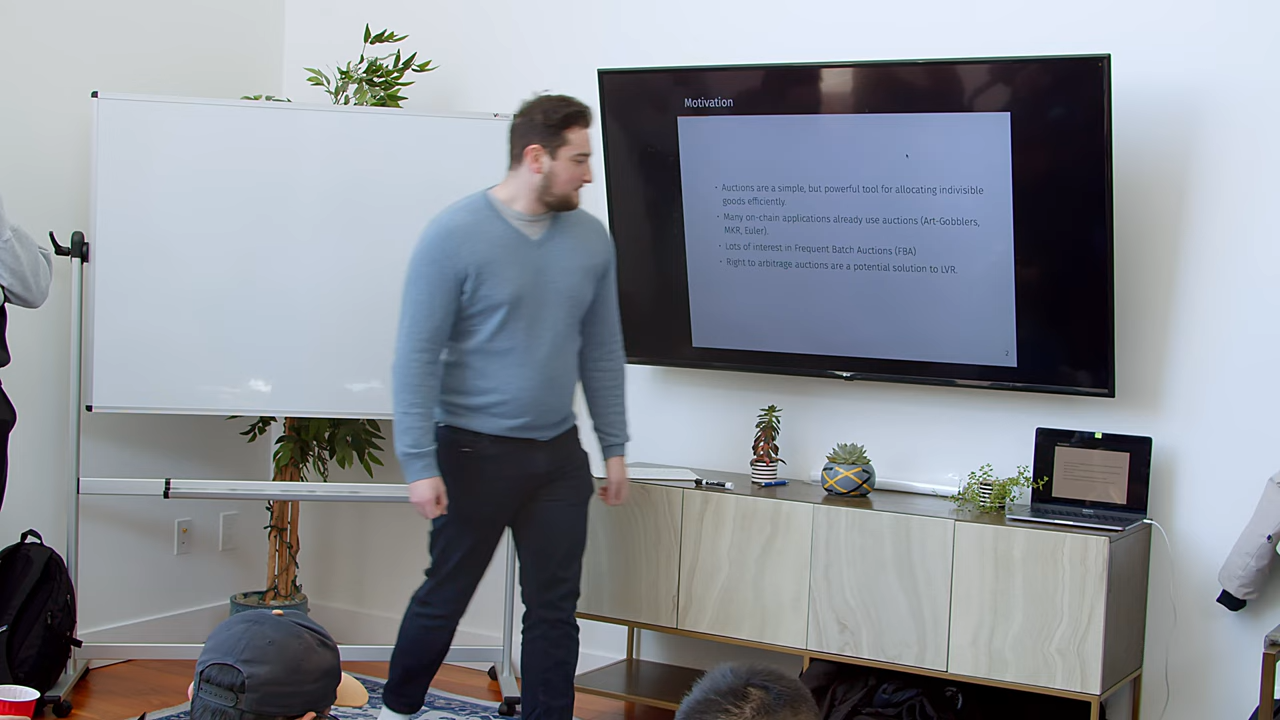 Motivation
• Auctions are a simple, but powerful tool for allocating indivisible
goods efficiently.
• Many on-chain applications already use auctions (Art-Gobblers,
MKR, Euler).
• Lots of interest in Frequent Batch Auctions (FBA)
• Right to arbitrage auctions are a potential solution to LVR.
2